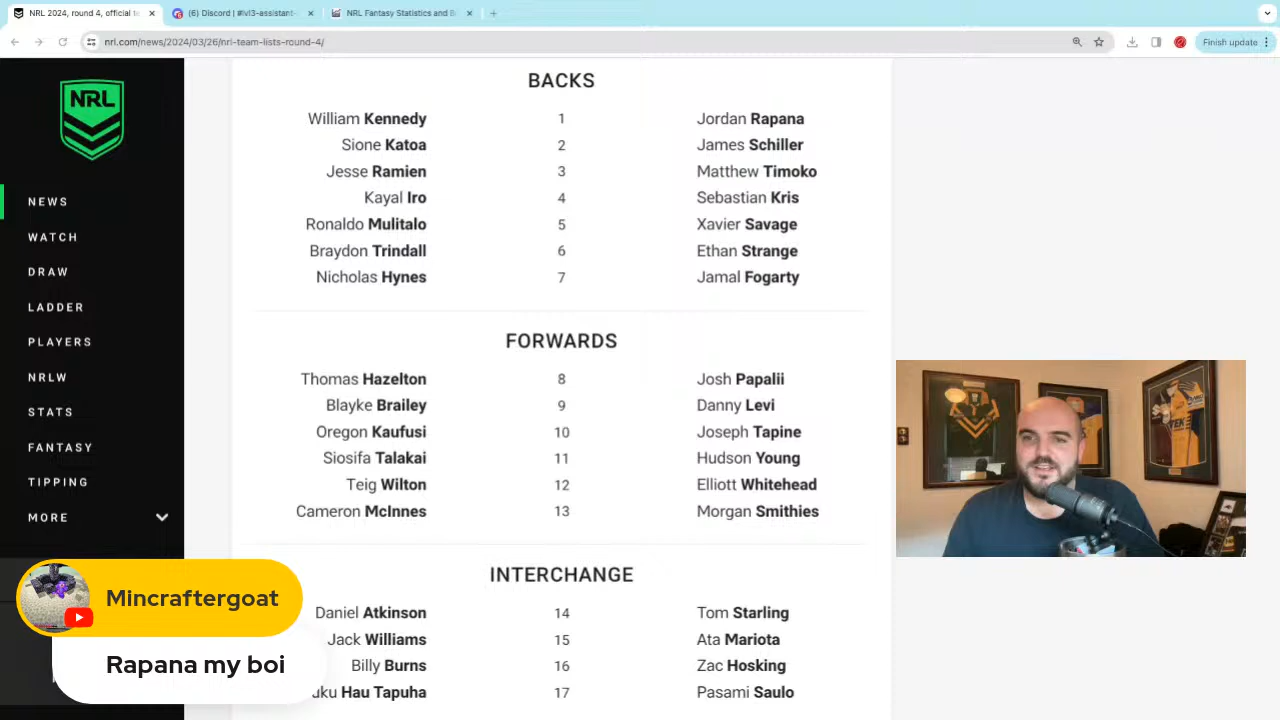 NRL 2024, round 4, official te
(6) Discord | #lvl3-assistant-
NRL Fantasy Statistics and B
nrl.com/news/2024/03/26/nrl-team-lists-round-4/
Finish update
NRL
NEWS
WATCH
DRAW
LADDER
PLAYERS
NRLW
STATS
FANTASY
TIPPING
MORE
BACKS
William Kennedy 1 Jordan Rapana
Sione Katoa 2 James Schiller
Jesse Ramien 3 Matthew Timoko
Kayal Iro 4 Sebastian Kris
Ronaldo Mulitalo 5 Xavier Savage
Braydon Trindall 6 Ethan Strange
Nicholas Hynes 7 Jamal Fogarty
FORWARDS
Thomas Hazelton 8 Josh Papalii
Blayke Brailey 9 Danny Levi
Oregon Kaufusi 10 Joseph Tapine
Siosifa Talakai 11 Hudson Young
Teig Wilton 12 Elliott Whitehead
Cameron McInnes 13 Morgan Smithies
INTERCHANGE
Daniel Atkinson 14 Tom Starling
Jack Williams 15 Ata Mariota
Billy Burns 16 Zac Hosking
uku Hau Tapuha 17 Pasami Saulo
Mincraftergoat
Rapana my boi